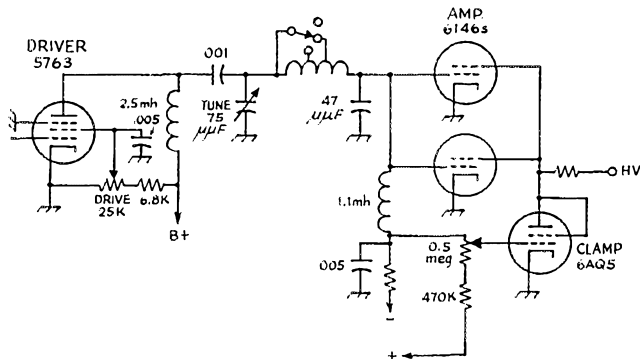 AMP.
6146s
DRIVER
5763
.001
2.5mh
.005
TUNE
75
μμF
47
μμF
DRIVE
25K
6.8K
B+
1.1mh
HV
.005
0.5
meg
CLAMP
6AQ5
470K
−
+